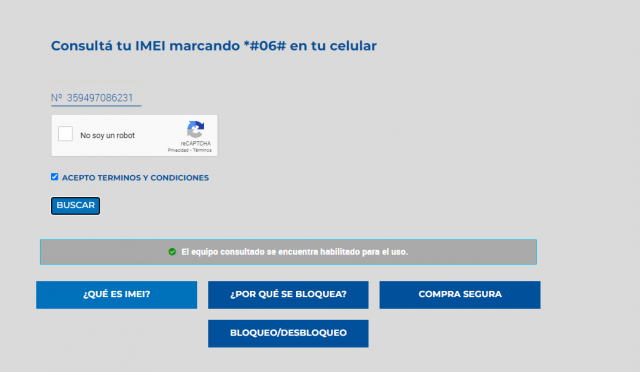 Consultá tu IMEI marcando *#06# en tu celular
Nº 359497086231
No soy un robot
reCAPTCHA
Privacidad - Términos
ACEPTO TERMINOS Y CONDICIONES
BUSCAR
El equipo consultado se encuentra habilitado para el uso.
¿QUÉ ES IMEI?
¿POR QUÉ SE BLOQUEA?
COMPRA SEGURA
BLOQUEO/DESBLOQUEO